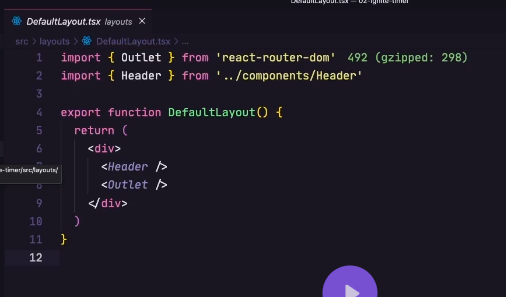 DefaultLayout.tsx — 02-ignite-timer
DefaultLayout.tsx layouts ×
src > layouts > DefaultLayout.tsx > ...
1 import { Outlet } from 'react-router-dom' 492 (gzipped: 298)
2 import { Header } from '../components/Header'
3
4 export function DefaultLayout() {
5 return (
6 <div>
7 <Header />
e-timer/src/layouts/
8 <Outlet />
9 </div>
10 )
11 }
12